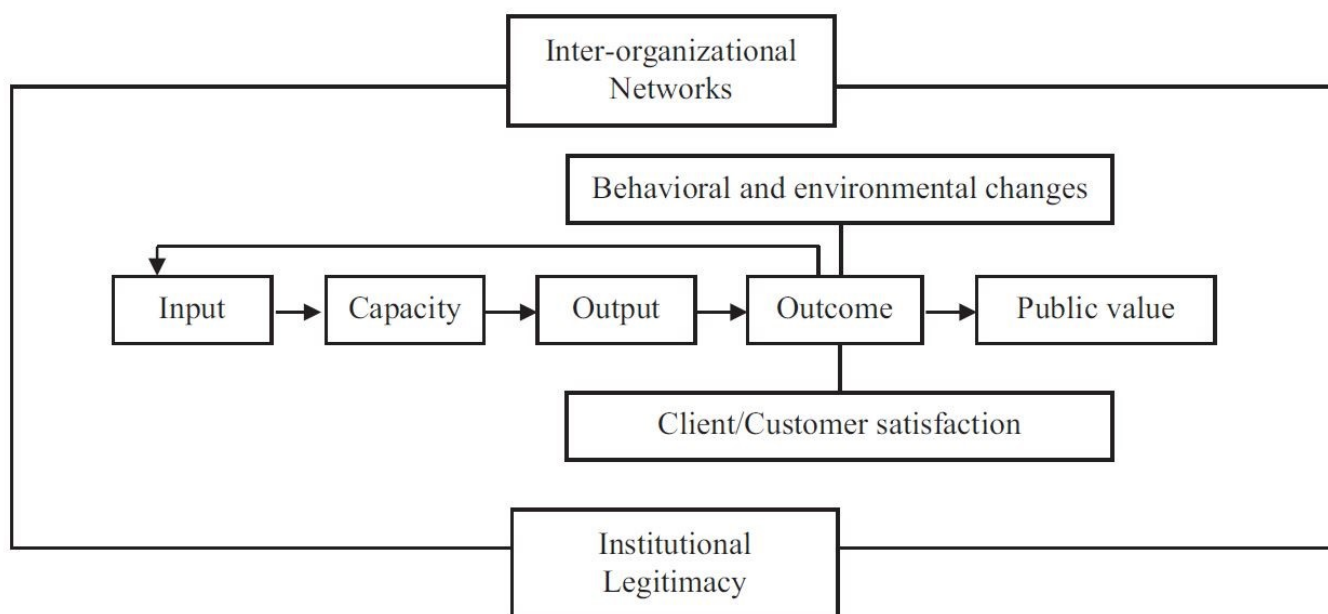 Inter-organizational
Networks
Behavioral and environmental changes
Input
Capacity
Output
Outcome
Public value
Client/Customer satisfaction
Institutional
Legitimacy